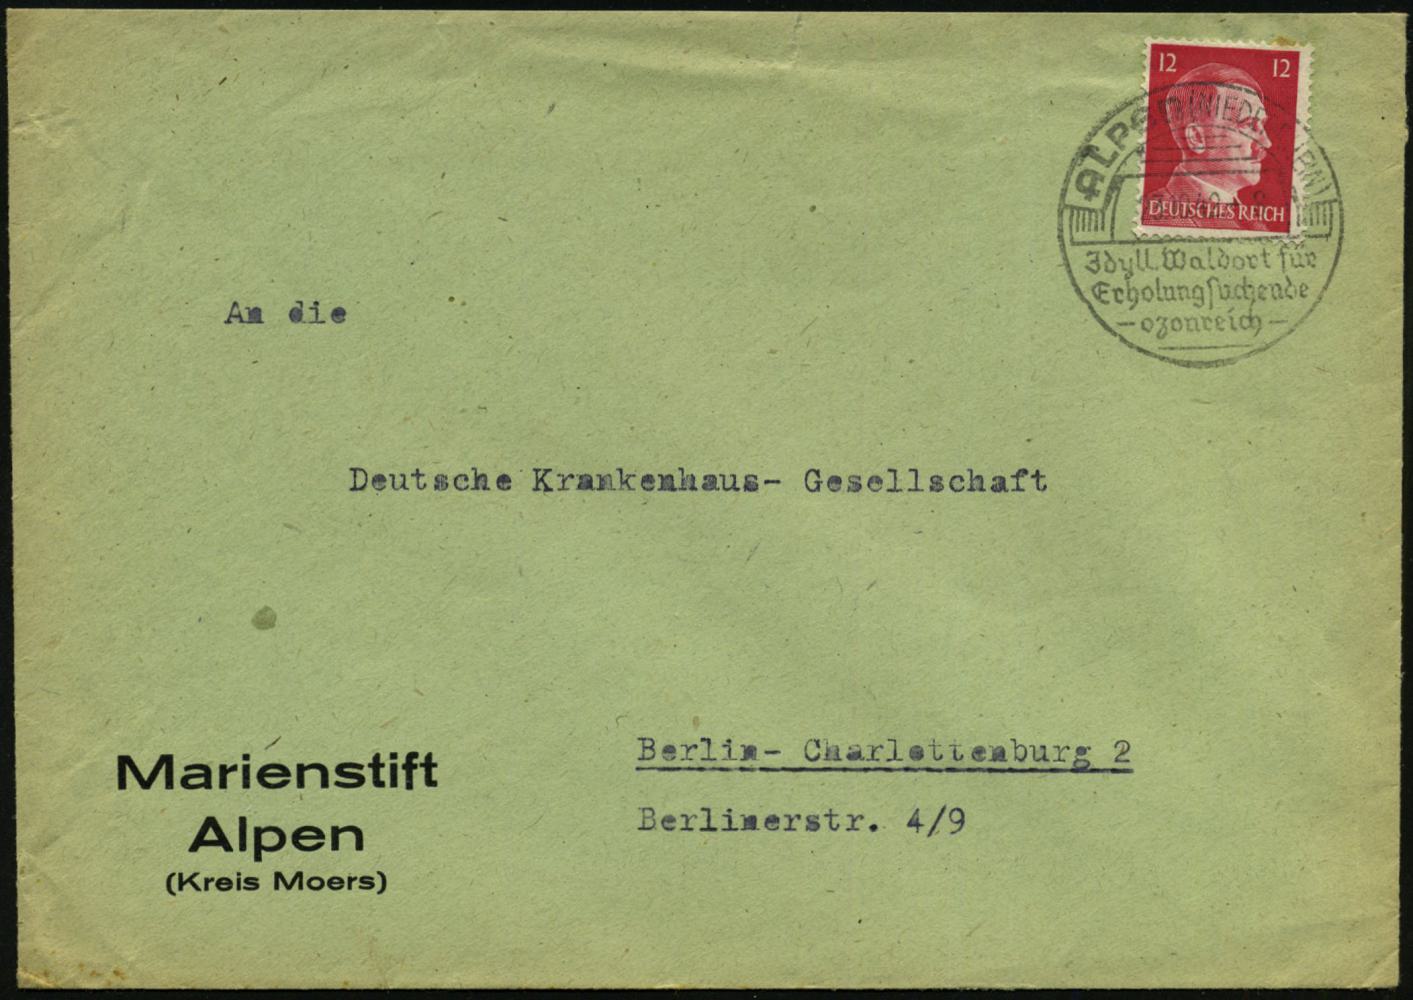 12 12
DEUTSCHES REICH
ALPEN (NIEDERRHEIN)
Idyll. Waldort für
Erholungsuchende
- ozonreich -
An die
Deutsche Krankenhaus- Gesellschaft
Berlin- Charlottenburg 2
Berlinerstr. 4/9
Marienstift
Alpen
(Kreis Moers)